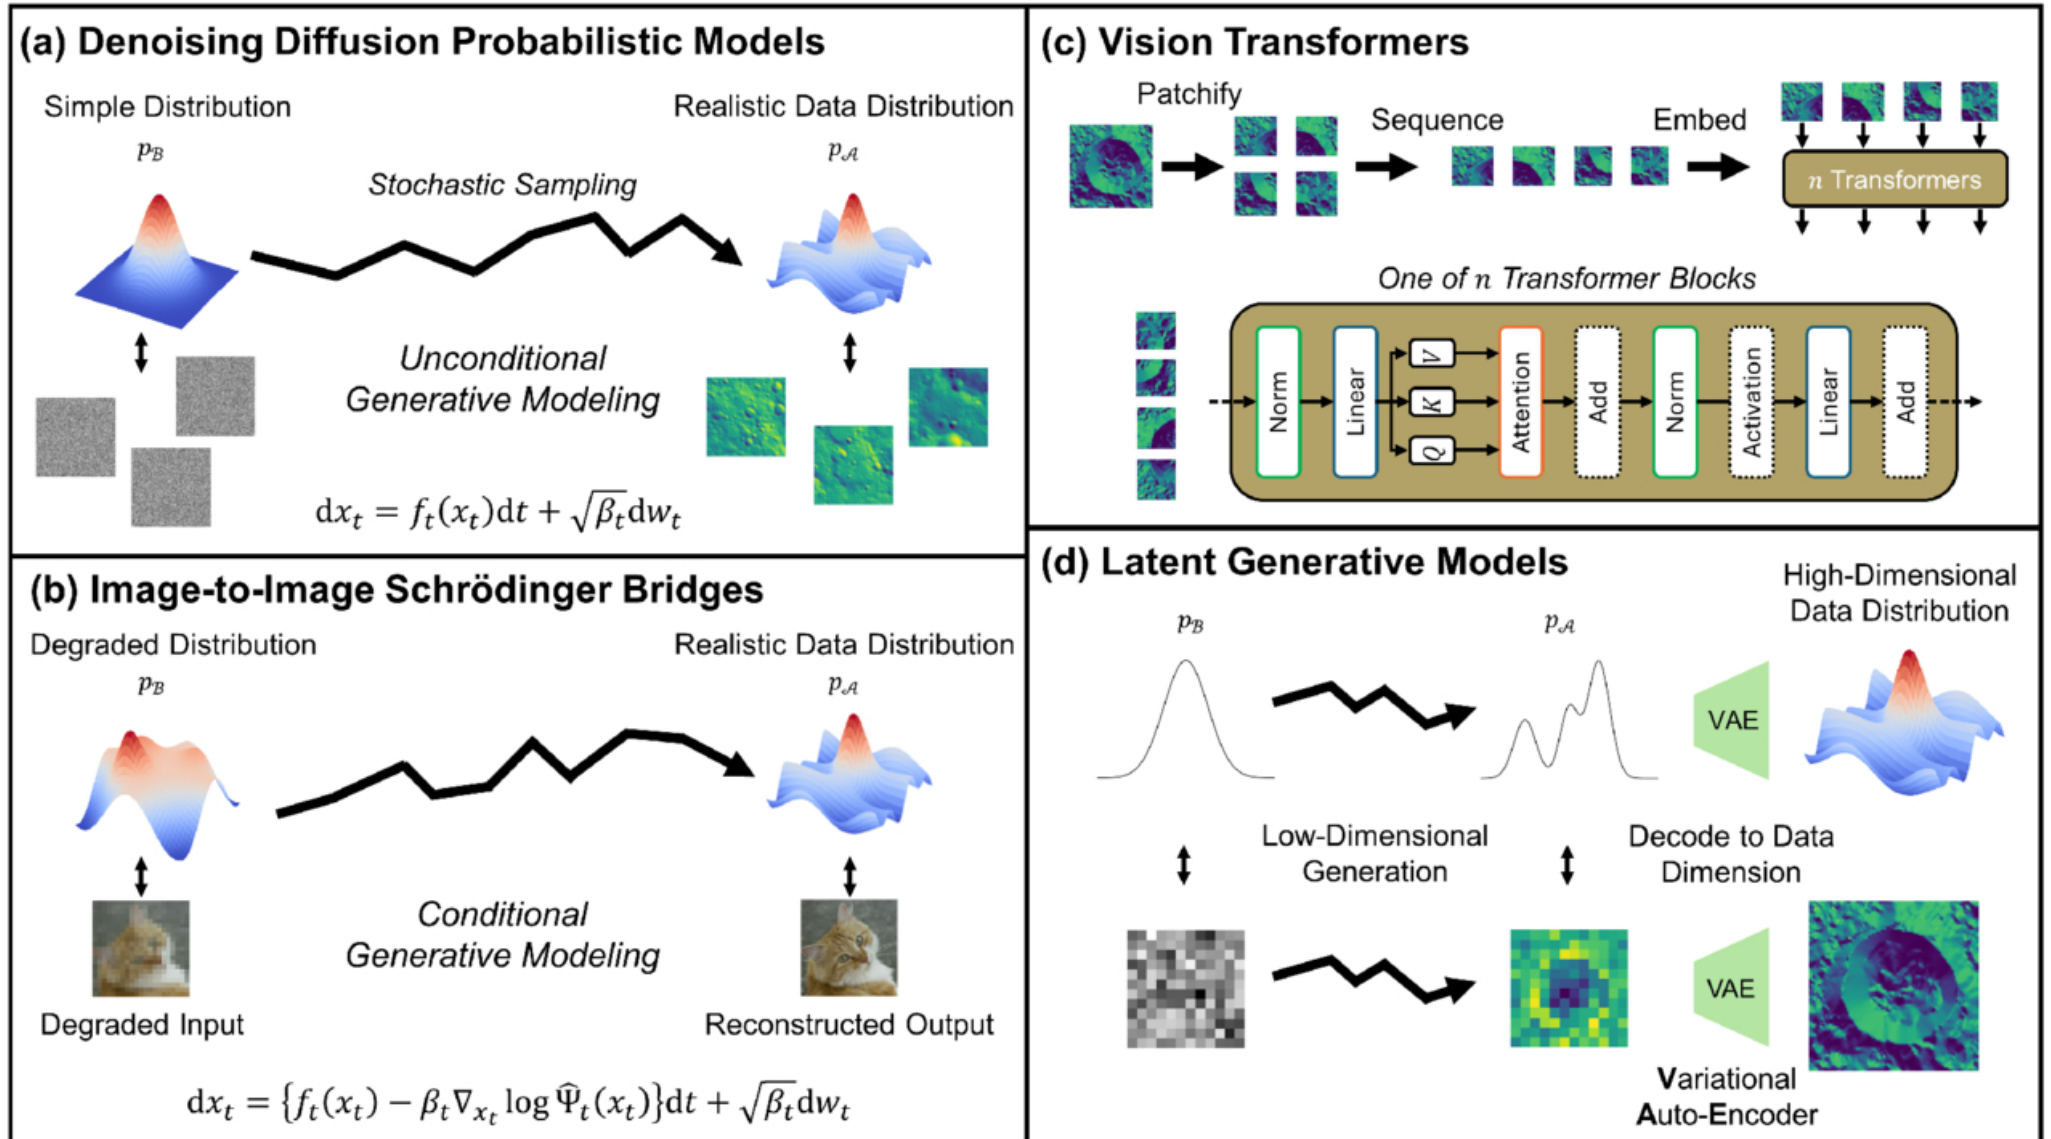 (a) Denoising Diffusion Probabilistic Models
Simple Distribution
p_ℬ
Realistic Data Distribution
p_𝒜
Stochastic Sampling
Unconditional
Generative Modeling
dx_t = f_t(x_t)dt + √β_t dw_t
(b) Image-to-Image Schrödinger Bridges
Degraded Distribution
p_ℬ
Realistic Data Distribution
p_𝒜
Conditional
Generative Modeling
Degraded Input
Reconstructed Output
dx_t = {f_t(x_t) − β_t∇_{x_t} log Ψ̂_t(x_t)}dt + √β_t dw_t
(c) Vision Transformers
Patchify
Sequence
Embed
n Transformers
One of n Transformer Blocks
Norm
Linear
V
K
Q
Attention
Add
Norm
Activation
Linear
Add
(d) Latent Generative Models
High-Dimensional
Data Distribution
p_ℬ
p_𝒜
VAE
Low-Dimensional
Generation
Decode to Data
Dimension
VAE
Variational
Auto-Encoder